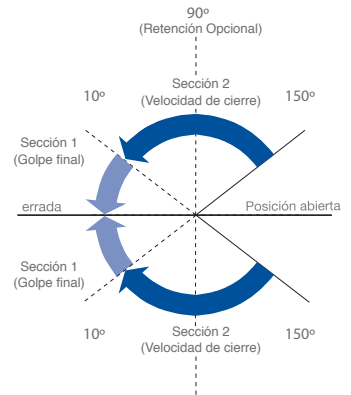 90º
(Retención Opcional)
10º
Sección 2
(Velocidad de cierre)
150º
Sección 1
(Golpe final)
errada
Posición abierta
Sección 1
(Golpe final)
10º
Sección 2
(Velocidad de cierre)
150º